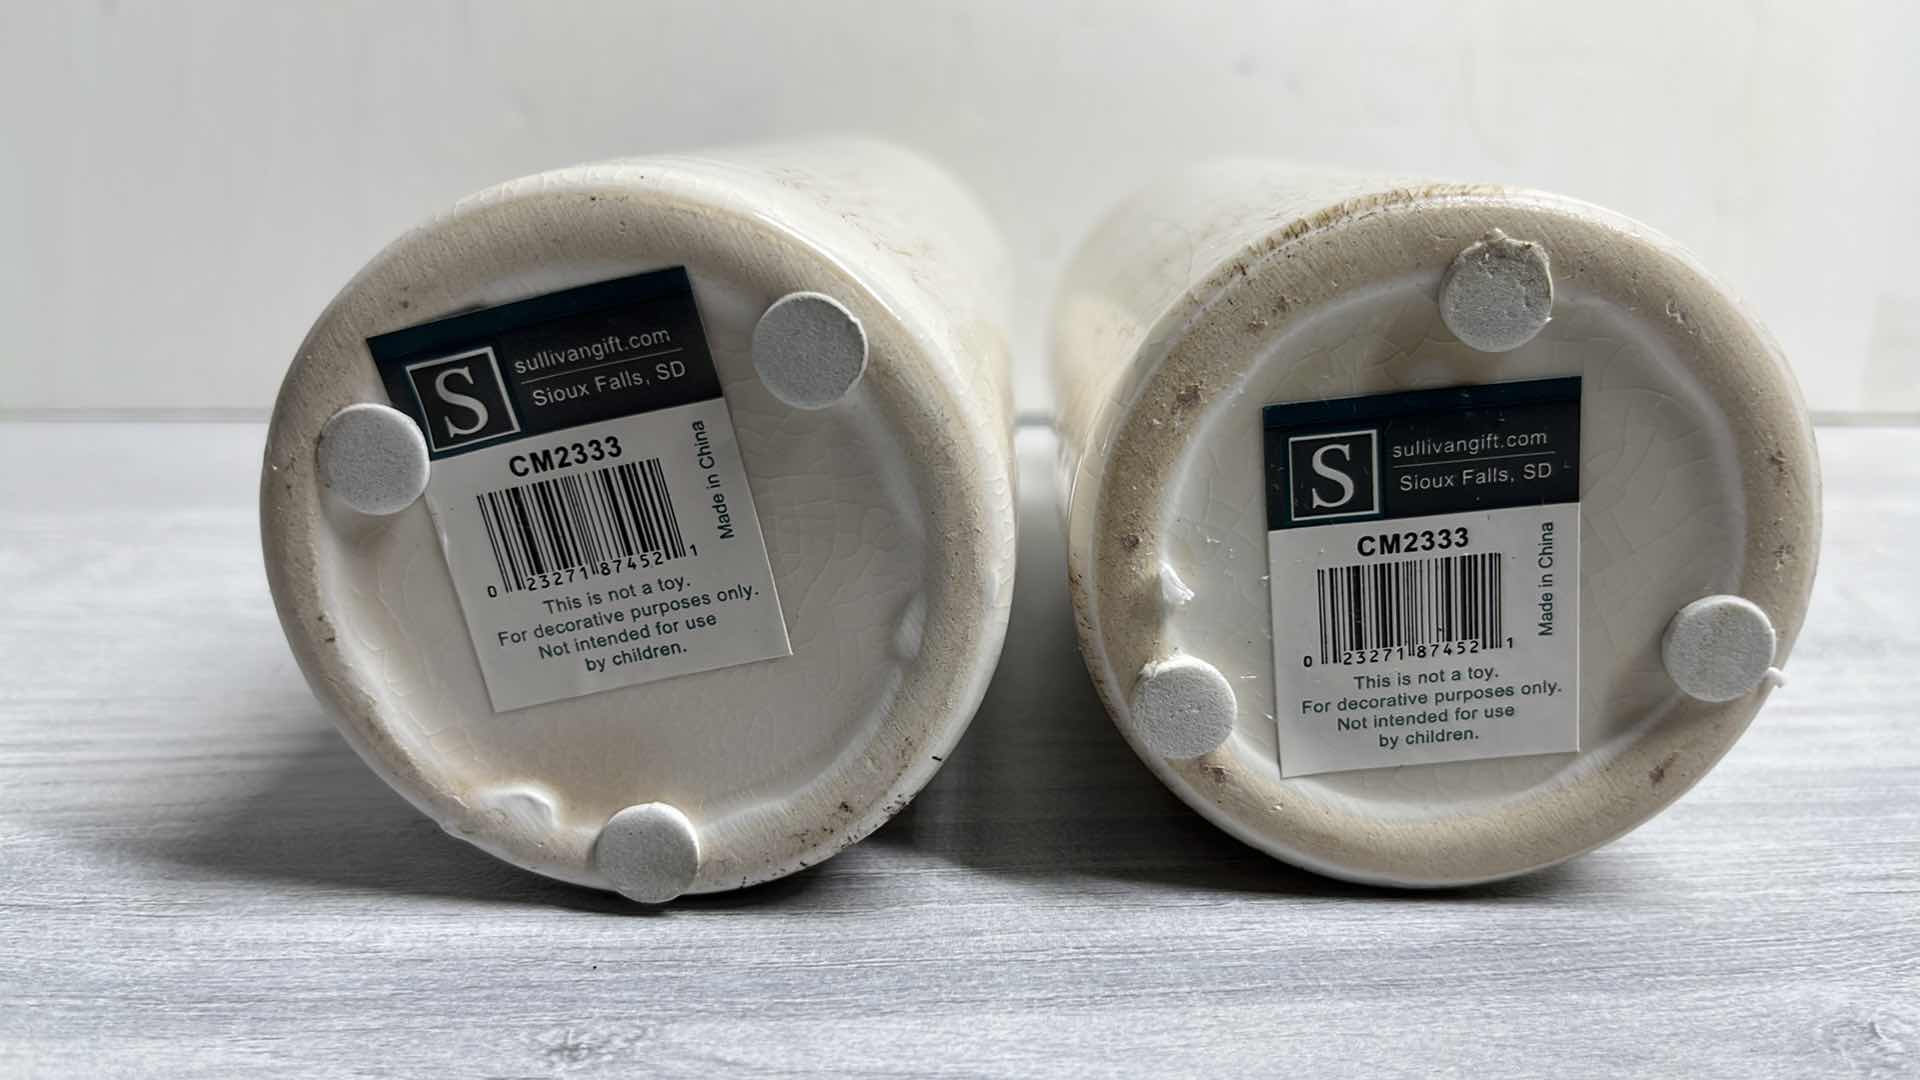 S
sullivangift.com
Sioux Falls, SD
CM2333
Made in China
0 23271 87452 1
This is not a toy.
For decorative purposes only.
Not intended for use
by children.
S
sullivangift.com
Sioux Falls, SD
CM2333
Made in China
0 23271 87452 1
This is not a toy.
For decorative purposes only.
Not intended for use
by children.